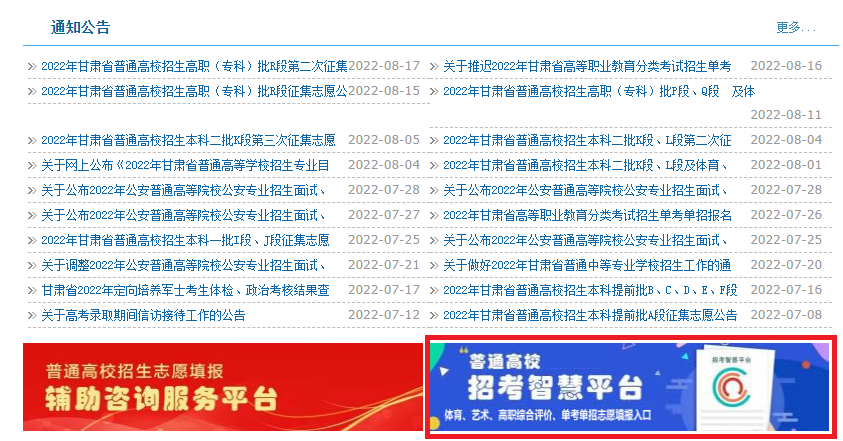 通知公告
更多...
2022年甘肃省普通高校招生高职（专科）批R段第二次征集 2022-08-17
关于推迟2022年甘肃省高等职业教育分类考试招生单考 2022-08-16
2022年甘肃省普通高校招生高职（专科）批R段征集志愿公 2022-08-15
2022年甘肃省普通高校招生高职（专科）批P段、Q段 及体
2022-08-11
2022年甘肃省普通高校招生本科二批K段第三次征集志愿 2022-08-05
2022年甘肃省普通高校招生本科二批K段、L段第二次征 2022-08-04
关于网上公布《2022年甘肃省普通高等学校招生专业目 2022-08-04
2022年甘肃省普通高校招生本科二批K段、L段及体育、 2022-08-01
关于公布2022年公安普通高等院校公安专业招生面试、 2022-07-28
关于公布2022年公安普通高等院校公安专业招生面试、 2022-07-28
关于公布2022年公安普通高等院校公安专业招生面试、 2022-07-27
2022年甘肃省高等职业教育分类考试招生单考单招报名 2022-07-26
2022年甘肃省普通高校招生本科一批I段、J段征集志愿 2022-07-25
关于公布2022年公安普通高等院校公安专业招生面试、 2022-07-25
关于调整2022年公安普通高等院校公安专业招生面试、 2022-07-21
关于做好2022年甘肃省普通中等专业学校招生工作的通 2022-07-20
甘肃省2022年定向培养军士考生体检、政治考核结果查 2022-07-17
2022年甘肃省普通高校招生本科提前批B、C、D、E、F段 2022-07-16
关于高考录取期间信访接待工作的公告 2022-07-12
2022年甘肃省普通高校招生本科提前批A段征集志愿公告 2022-07-08
普通高校招生志愿填报
辅助咨询服务平台
普通高校
招考智慧平台
体育、艺术、高职综合评价、单考单招志愿填报入口
招考智慧平台